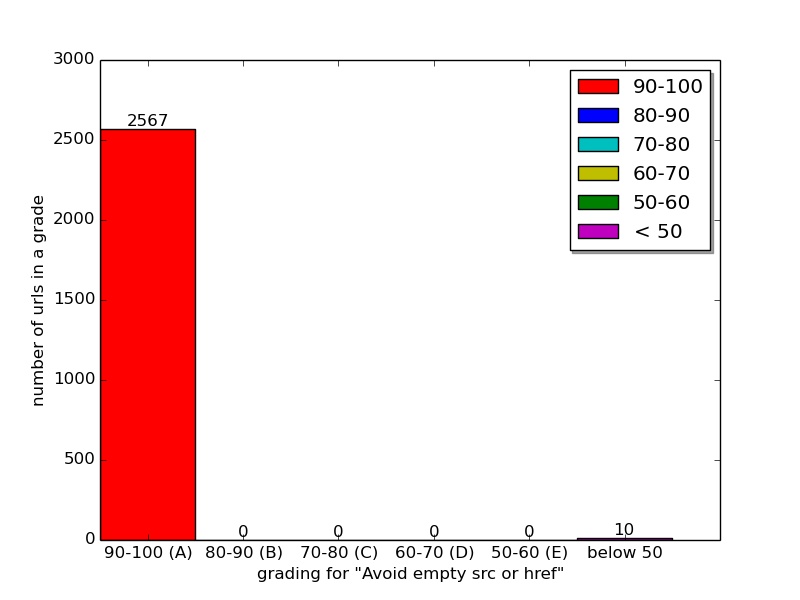 3000
2500
2000
1500
1000
500
0
number of urls in a grade
2567
0
0
0
0
10
90-100 (A)
80-90 (B)
70-80 (C)
60-70 (D)
50-60 (E)
below 50
grading for "Avoid empty src or href"
90-100
80-90
70-80
60-70
50-60
< 50